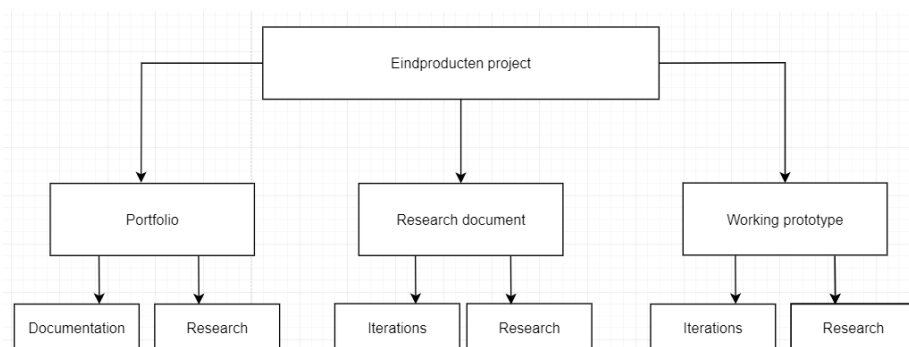 Eindproducten project
Portfolio
Research document
Working prototype
Documentation
Research
Iterations
Research
Iterations
Research